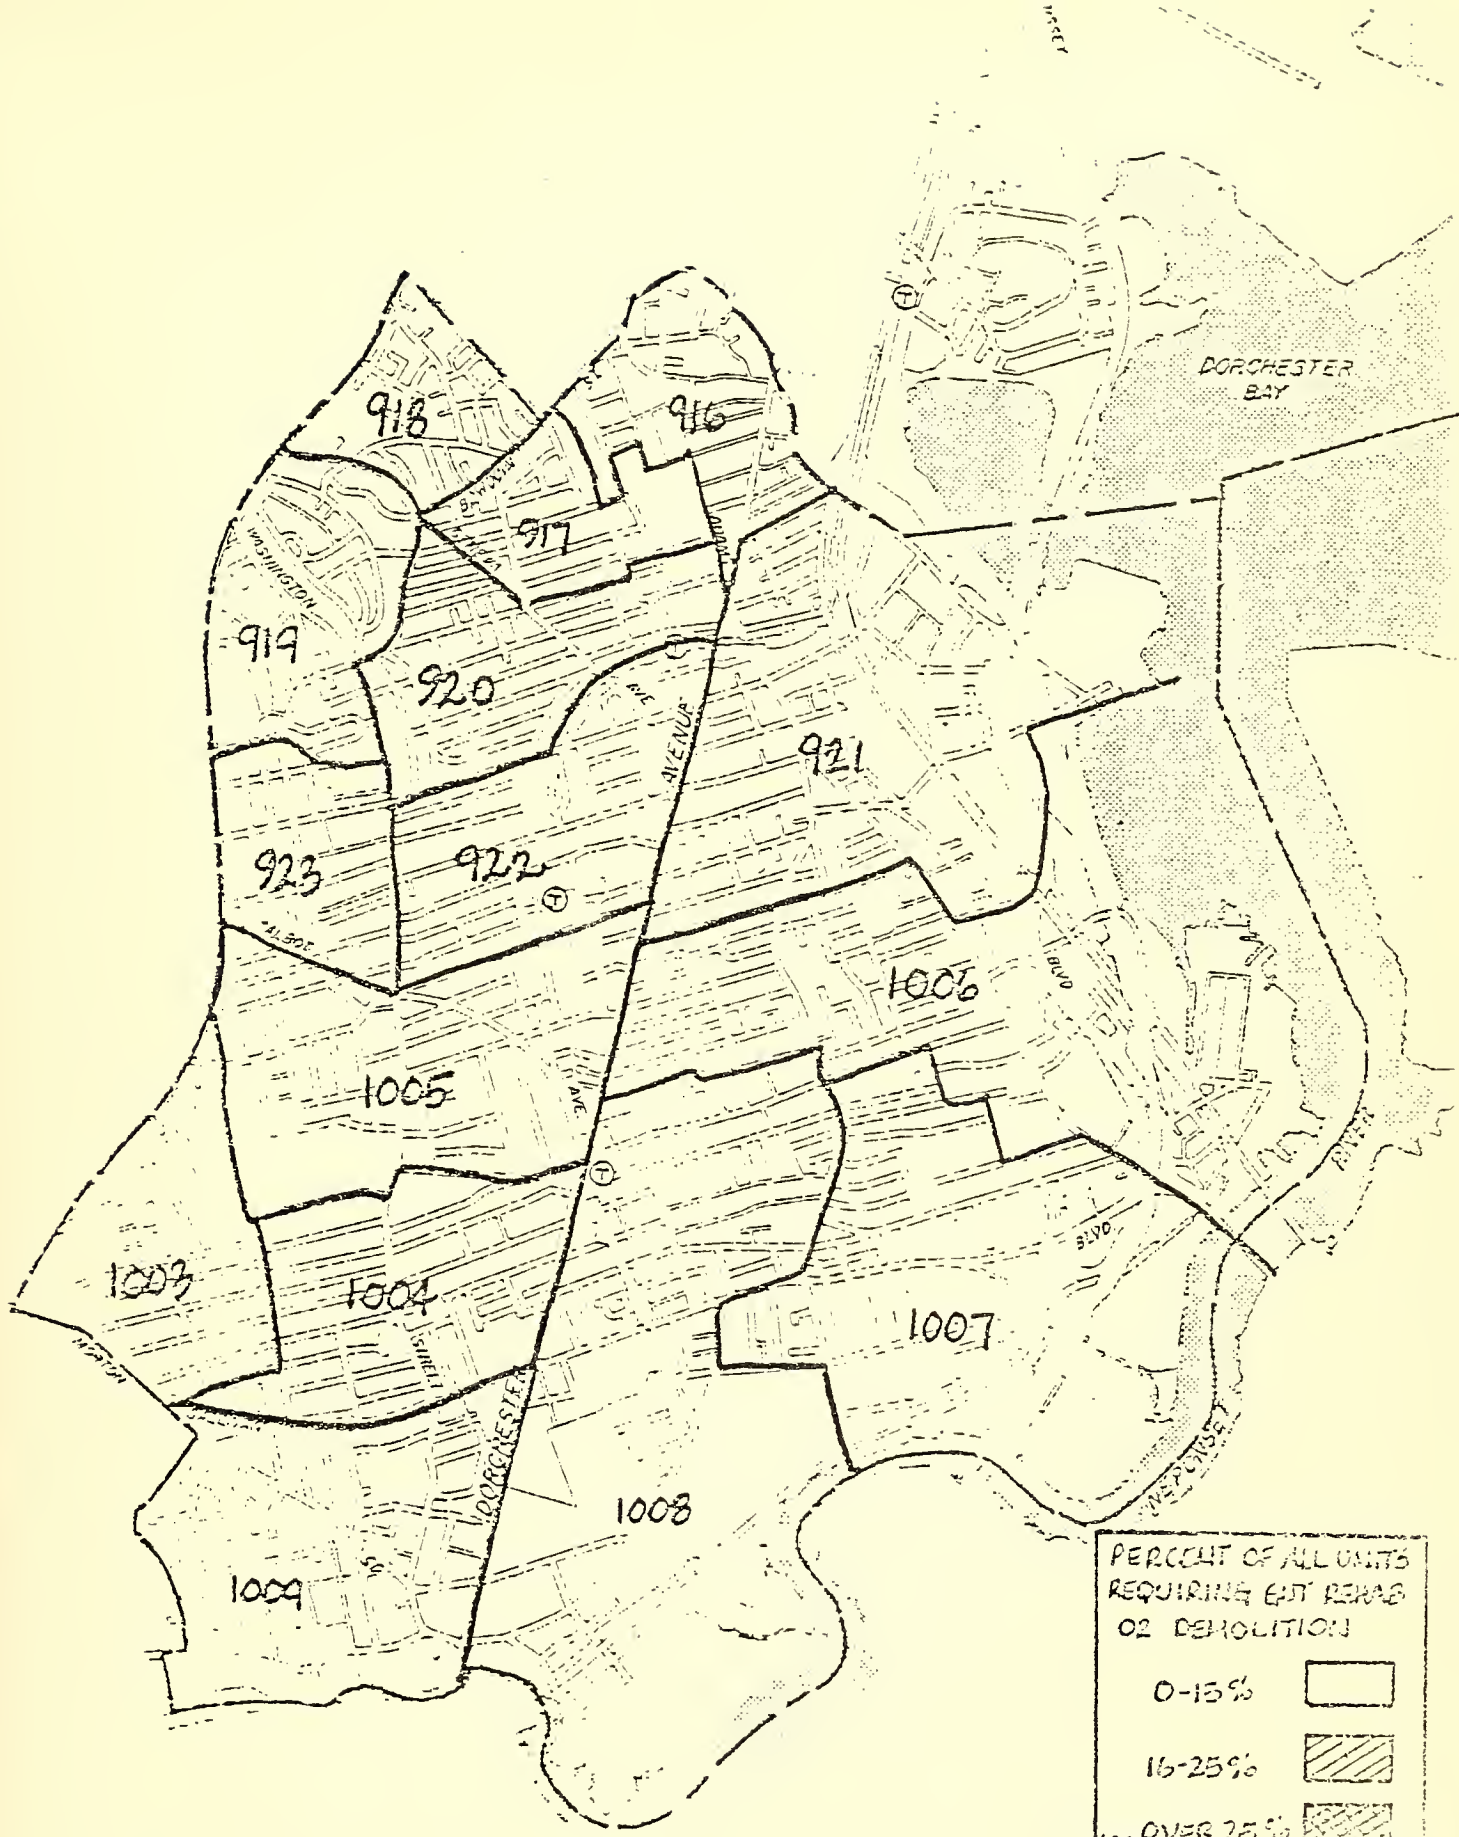 DORCHESTER
BAY
918
916
917
WASHINGTON
919
920
AVE
AVENUE
921
923
922
T
TALBOT
1006
BLVD
1005
AVE.
T
RIVER
1003
1004
BLVD.
1007
STREET
DORCHESTER
NEPONSET
1008
1009
PERCENT OF ALL UNITS
REQUIRING EXT REHAB
OR DEMOLITION
0-15%
16-25%
OVER 25%